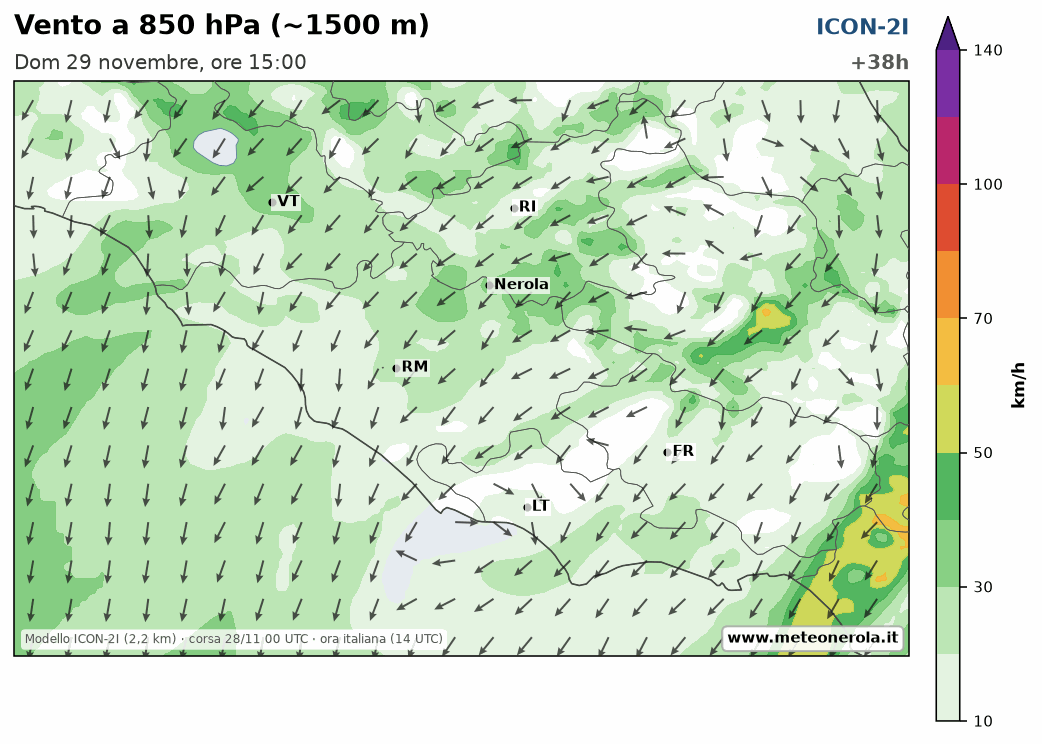 Vento a 850 hPa (~1500 m)
ICON-2I
Dom 29 novembre, ore 15:00
+38h
140
100
70
50
30
10
km/h
VT
RI
Nerola
RM
FR
LT
Modello ICON-2I (2,2 km) · corsa 28/11 00 UTC · ora italiana (14 UTC)
www.meteonerola.it